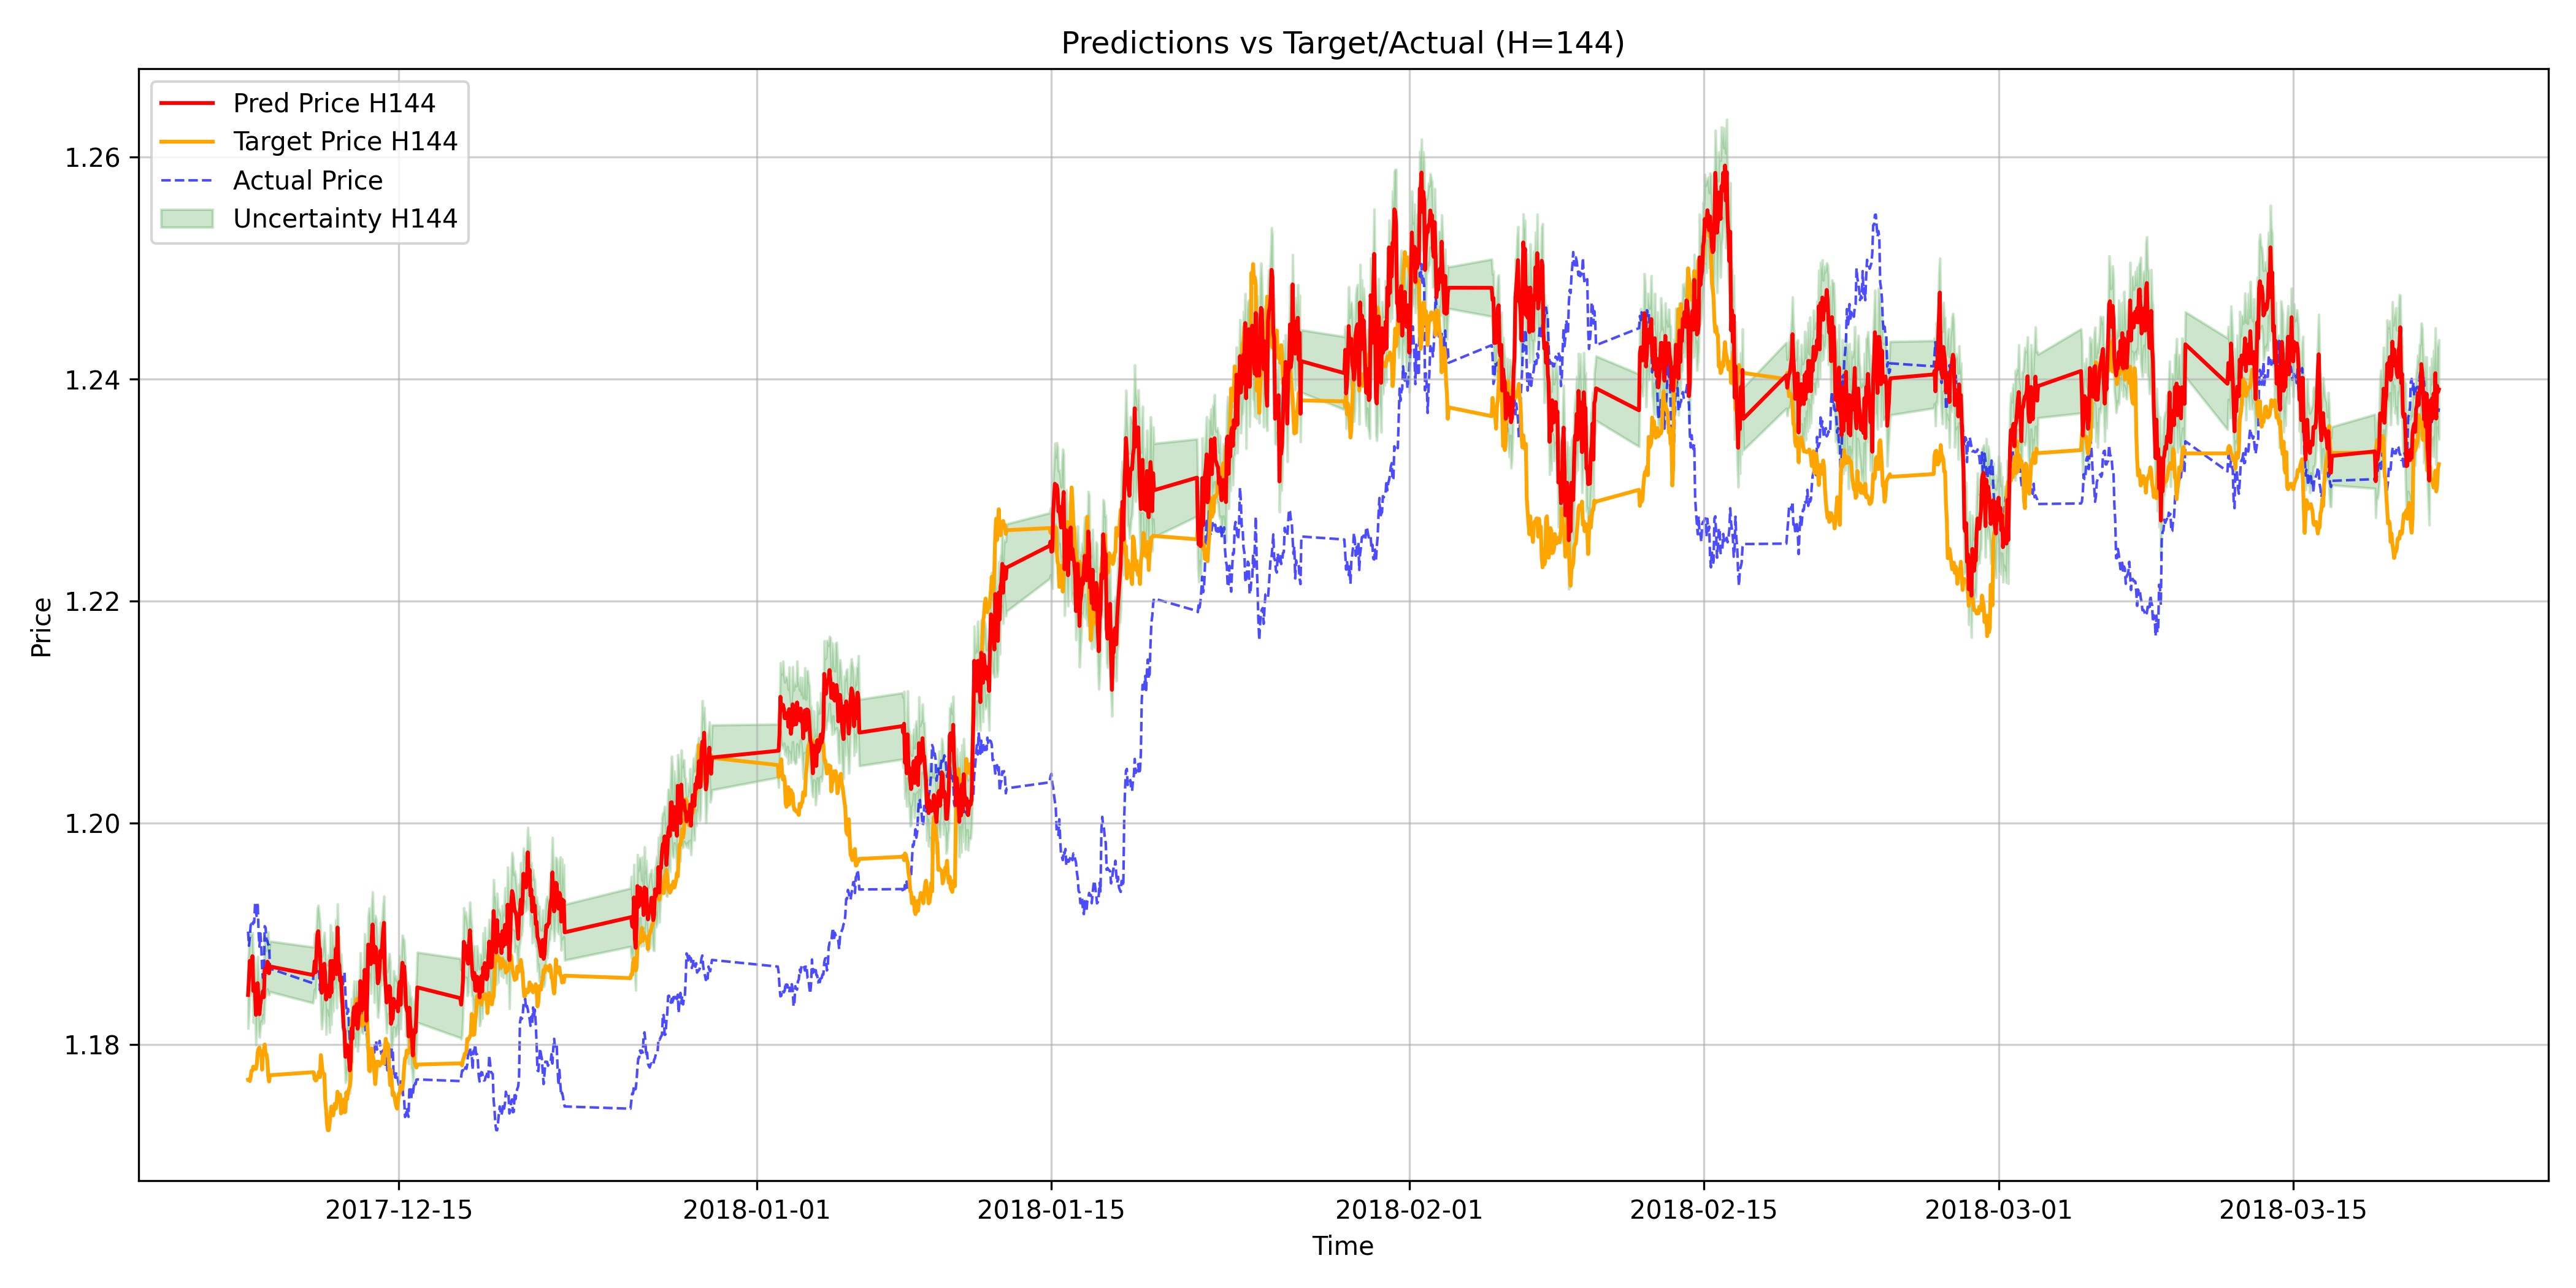 Predictions vs Target/Actual (H=144)
Pred Price H144
Target Price H144
Actual Price
Uncertainty H144
Price
1.26
1.24
1.22
1.20
1.18
2017-12-15
2018-01-01
2018-01-15
2018-02-01
2018-02-15
2018-03-01
2018-03-15
Time